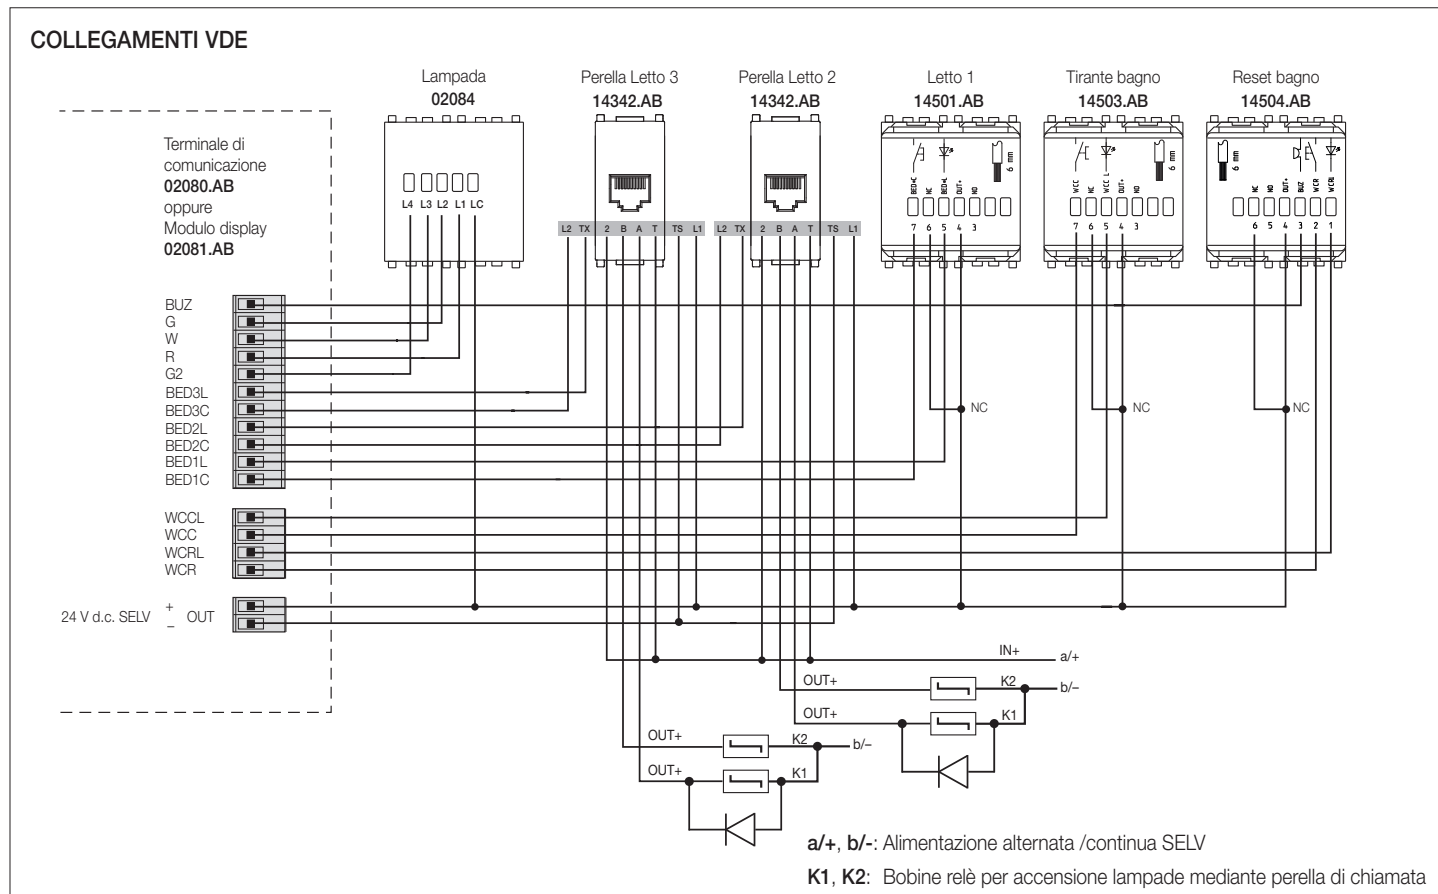 COLLEGAMENTI VDE
Lampada
02084
Perella Letto 3
14342.AB
Perella Letto 2
14342.AB
Letto 1
14501.AB
Tirante bagno
14503.AB
Reset bagno
14504.AB
Terminale di
comunicazione
02080.AB
oppure
Modulo display
02081.AB
L4 L3 L2 L1 LC
L2 TX 2 B A T TS L1
L2 TX 2 B A T TS L1
6 mm
BED*C NC BED*L OUT+ NO
7 6 5 4 3
6 mm
WCC NC WCC L OUT+ NO
7 6 5 4 3
6 mm
NC NO OUT+ BUZ WCR WCRL
6 5 4 3 2 1
BUZ
G
W
R
G2
BED3L
BED3C
BED2L
BED2C
BED1L
BED1C
NC NC NC
WCCL
WCC
WCRL
WCR
24 V d.c. SELV + − OUT
IN+ a/+
OUT+ K2 b/−
OUT+ K1
OUT+ K2 b/−
OUT+ K1
a/+, b/-: Alimentazione alternata /continua SELV
K1, K2: Bobine relè per accensione lampade mediante perella di chiamata